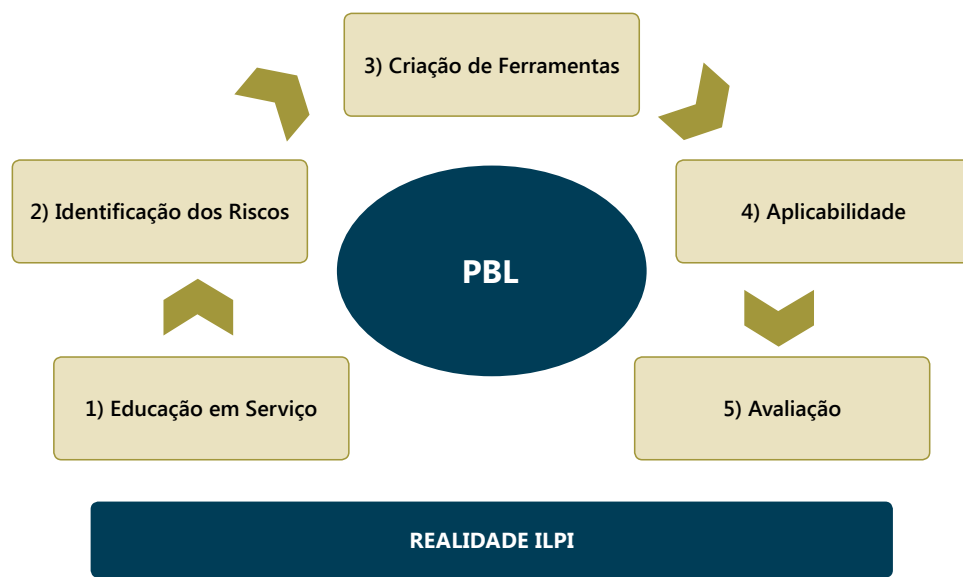 3) Criação de Ferramentas
2) Identificação dos Riscos
4) Aplicabilidade
PBL
1) Educação em Serviço
5) Avaliação
REALIDADE ILPI